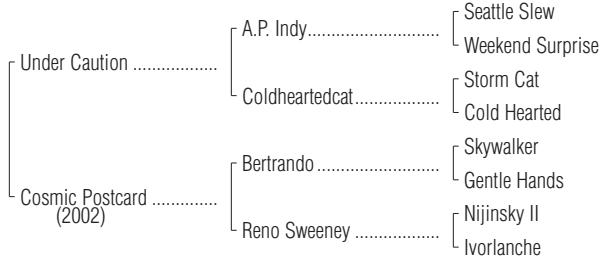 Seattle Slew
A.P. Indy..........................
Weekend Surprise
Under Caution .................
Storm Cat
Coldheartedcat.................
Cold Hearted
Skywalker
Bertrando.........................
Gentle Hands
Cosmic Postcard .............
(2002)
Nijinsky II
Reno Sweeney .................
Ivorlanche